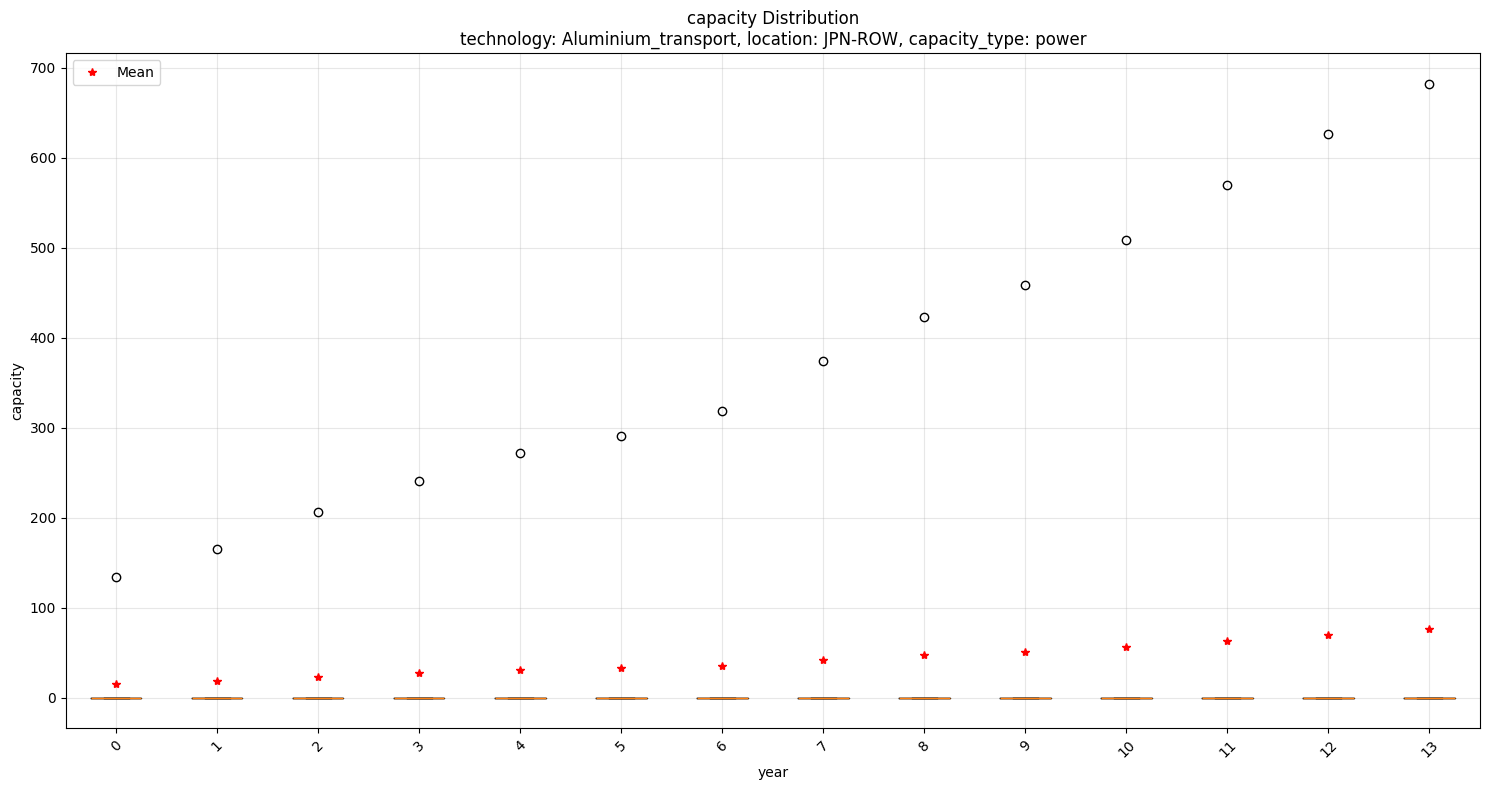 capacity Distribution
technology: Aluminium_transport, location: JPN-ROW, capacity_type: power
Mean
700
600
500
400
300
200
100
0
capacity
0 1 2 3 4 5 6 7 8 9 10 11 12 13
year